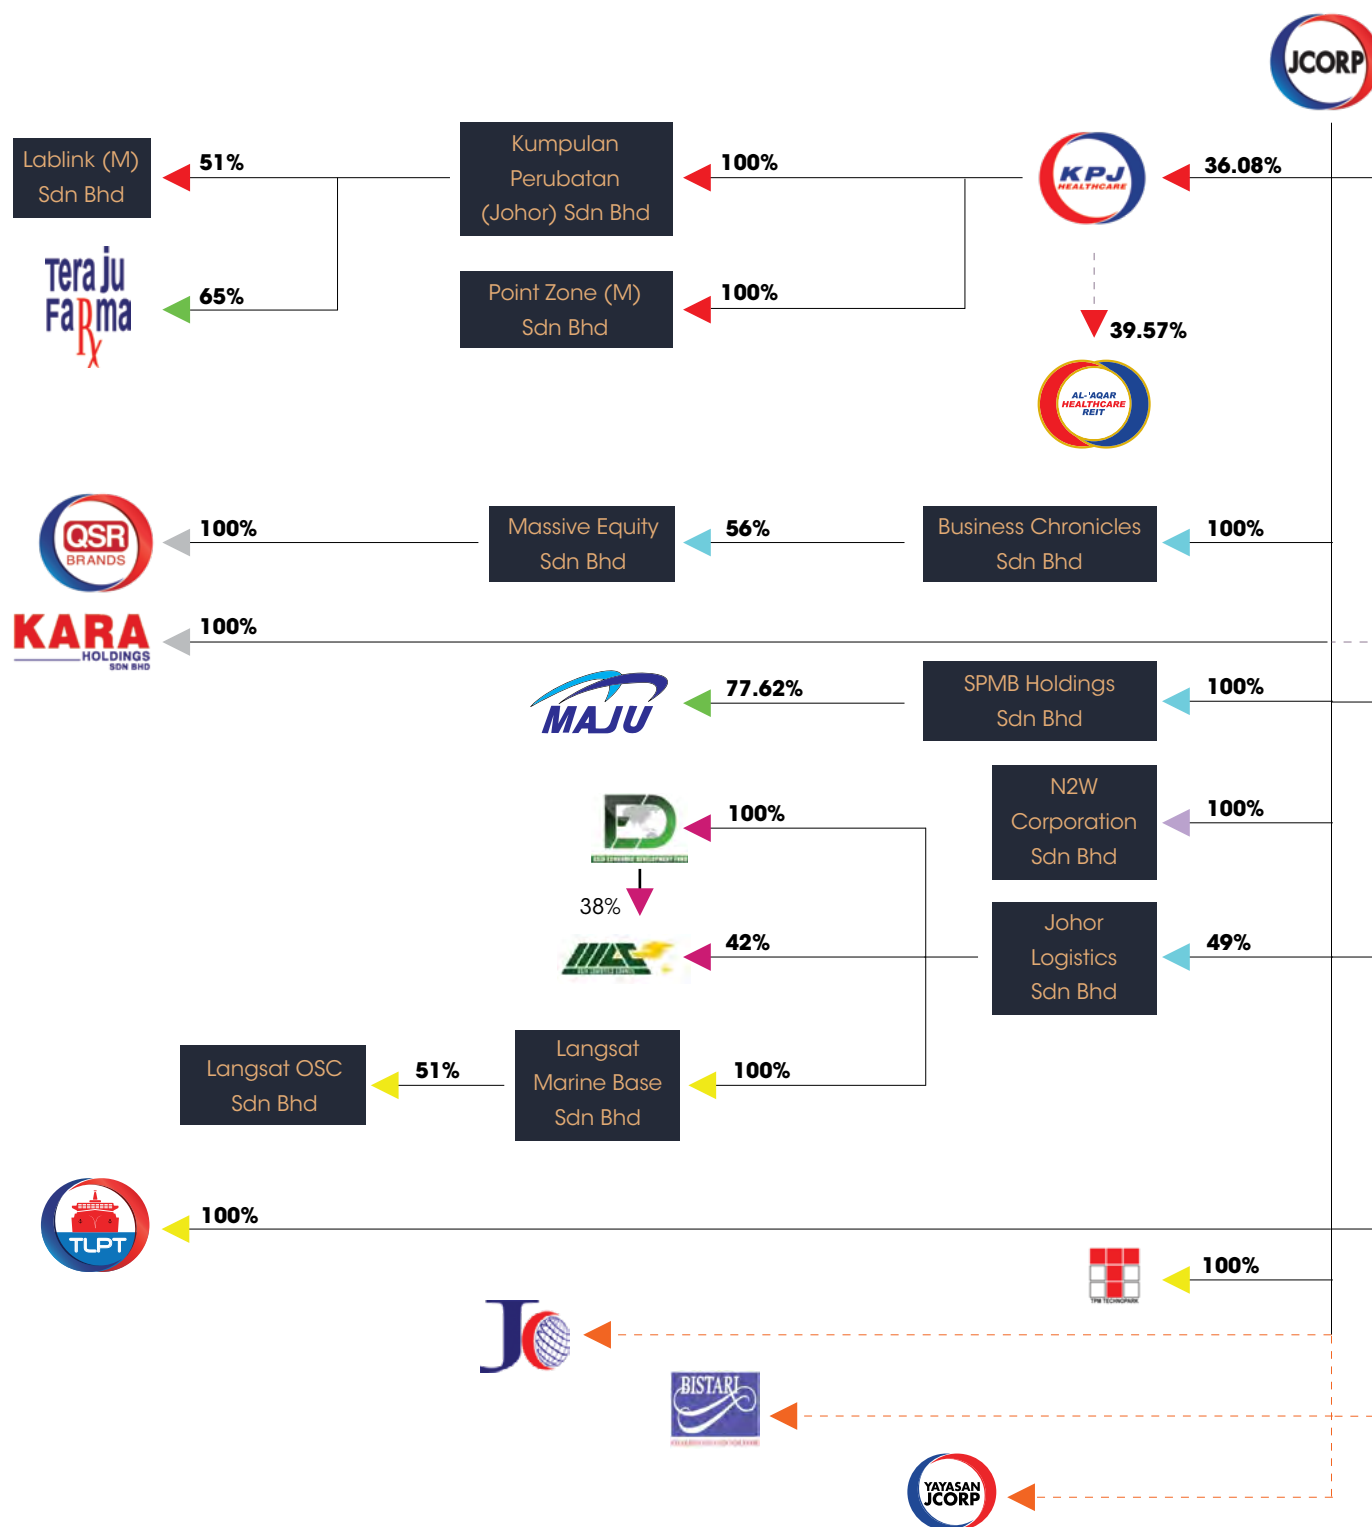 JCORP
Lablink (M)
Sdn Bhd
51%
Kumpulan
Perubatan
(Johor) Sdn Bhd
100%
KPJ
HEALTHCARE
36.08%
Tera ju
FaRma
x
65%
Point Zone (M)
Sdn Bhd
100%
39.57%
AL-'AQAR
HEALTHCARE
REIT
QSR
BRANDS
100%
Massive Equity
Sdn Bhd
56%
Business Chronicles
Sdn Bhd
100%
KARA
HOLDINGS
SDN BHD
100%
MAJU
77.62%
SPMB Holdings
Sdn Bhd
100%
ED
100%
N2W
Corporation
Sdn Bhd
100%
38%
42%
Johor
Logistics
Sdn Bhd
49%
Langsat OSC
Sdn Bhd
51%
Langsat
Marine Base
Sdn Bhd
100%
TLPT
100%
TPM TECHNOPARK
100%
JC
BISTARI
YAYASAN
JCORP